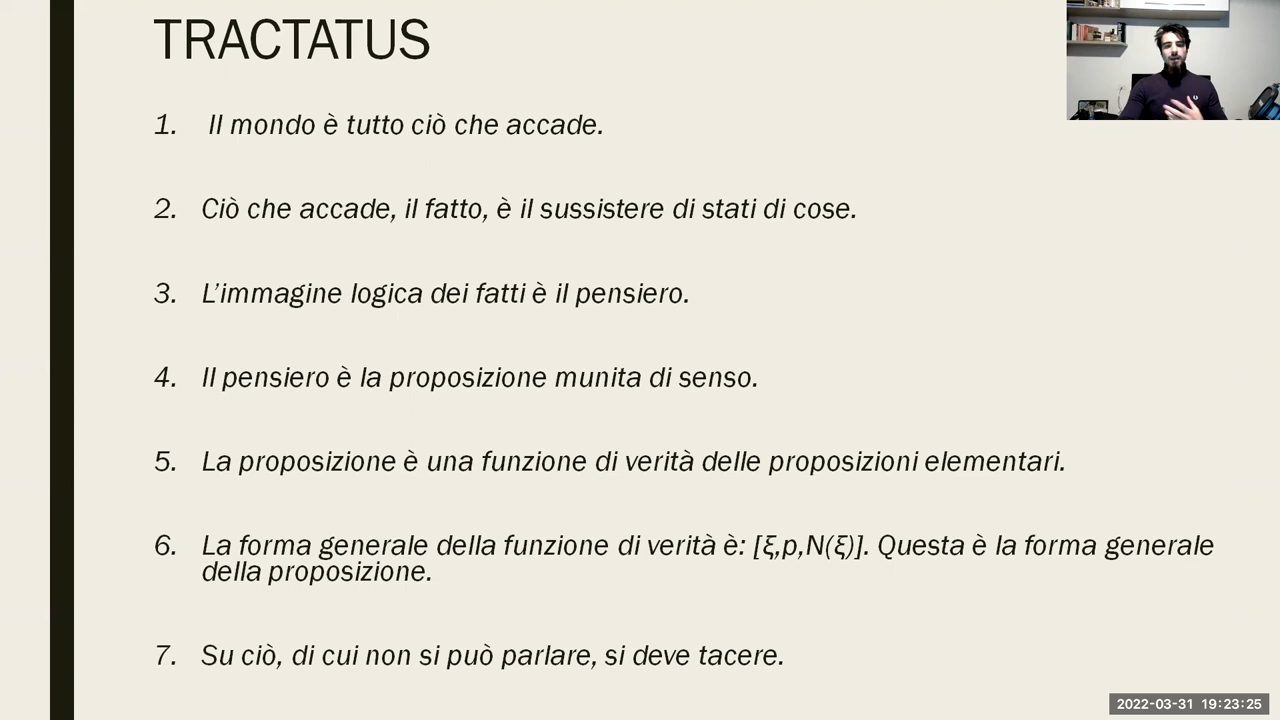 TRACTATUS
1. Il mondo è tutto ciò che accade.
2. Ciò che accade, il fatto, è il sussistere di stati di cose.
3. L’immagine logica dei fatti è il pensiero.
4. Il pensiero è la proposizione munita di senso.
5. La proposizione è una funzione di verità delle proposizioni elementari.
6. La forma generale della funzione di verità è: [ξ,p,N(ξ)]. Questa è la forma generale
della proposizione.
7. Su ciò, di cui non si può parlare, si deve tacere.
2022-03-31 19:23:25